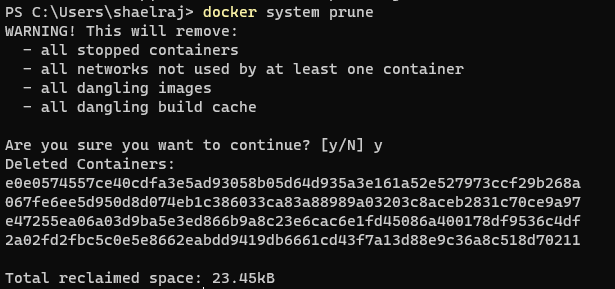 PS C:\Users\shaelraj> docker system prune
WARNING! This will remove:
  - all stopped containers
  - all networks not used by at least one container
  - all dangling images
  - all dangling build cache

Are you sure you want to continue? [y/N] y
Deleted Containers:
e0e0574557ce40cdfa3e5ad93058b05d64d935a3e161a52e527973ccf29b268a
067fe6ee5d950d8d074eb1c386033ca83a88989a03203c8aceb2831c70ce9a97
e47255ea06a03d9ba5e3ed866b9a8c23e6cac6e1fd45086a400178df9536c4df
2a02fd2fbc5c0e5e8662eabdd9419db6661cd43f7a13d88e9c36a8c518d70211

Total reclaimed space: 23.45kB